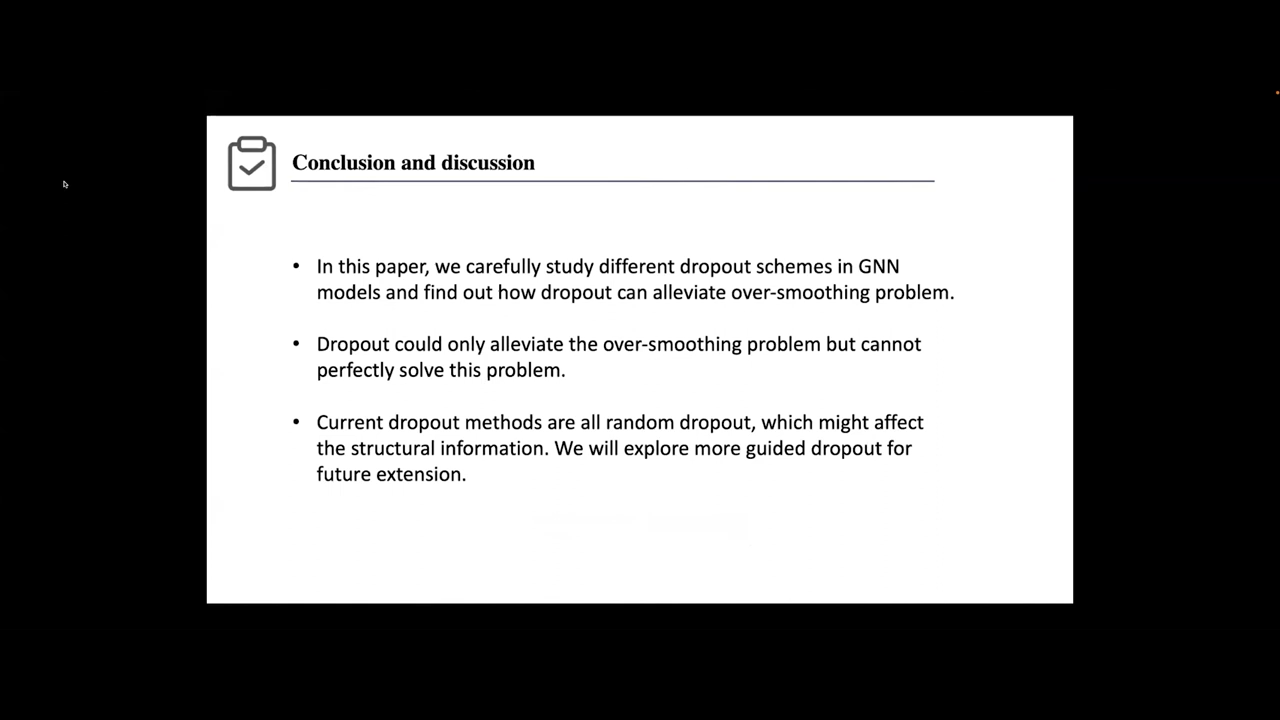 Conclusion and discussion
• In this paper, we carefully study different dropout schemes in GNN
models and find out how dropout can alleviate over-smoothing problem.
• Dropout could only alleviate the over-smoothing problem but cannot
perfectly solve this problem.
• Current dropout methods are all random dropout, which might affect
the structural information. We will explore more guided dropout for
future extension.